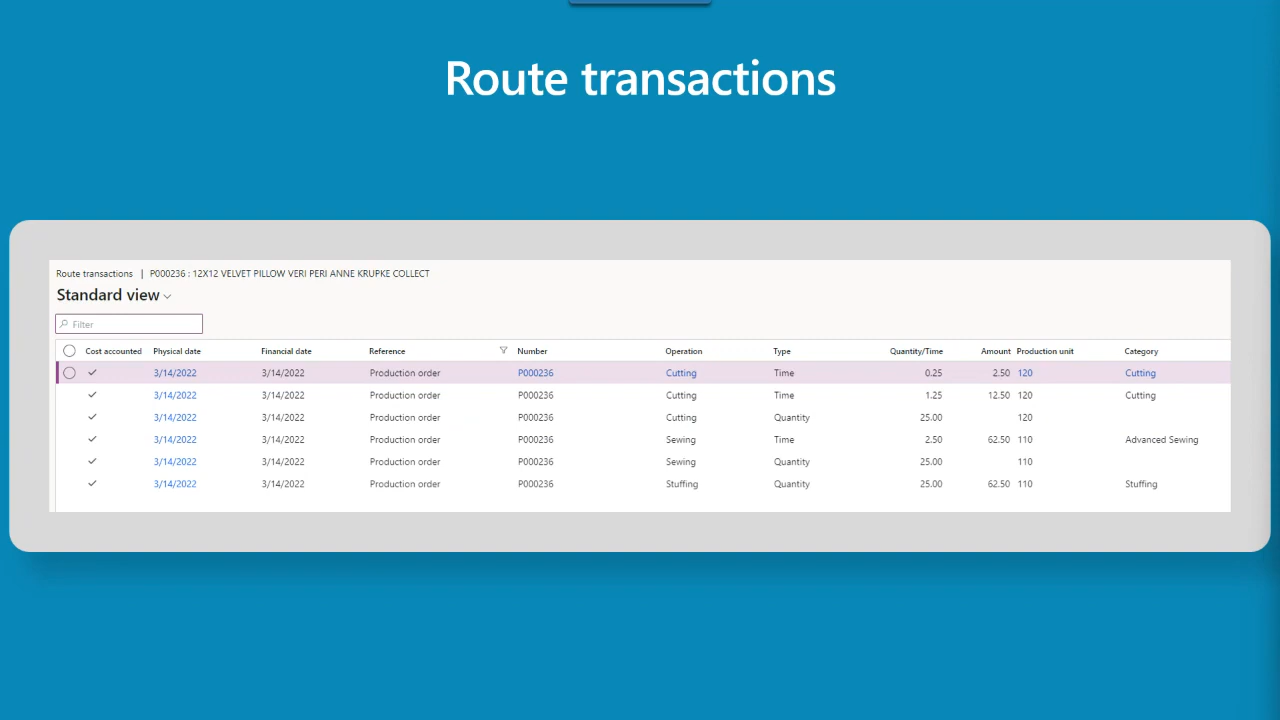 Route transactions
Route transactions | P000236 : 12X12 VELVET PILLOW VERI PERI ANNE KRUPKE COLLECT
Standard view
Filter
Cost accounted Physical date Financial date Reference Number Operation Type Quantity/Time Amount Production unit Category
3/14/2022 3/14/2022 Production order P000236 Cutting Time 0.25 2.50 120 Cutting
3/14/2022 3/14/2022 Production order P000236 Cutting Time 1.25 12.50 120 Cutting
3/14/2022 3/14/2022 Production order P000236 Cutting Quantity 25.00 120
3/14/2022 3/14/2022 Production order P000236 Sewing Time 2.50 62.50 110 Advanced Sewing
3/14/2022 3/14/2022 Production order P000236 Sewing Quantity 25.00 110
3/14/2022 3/14/2022 Production order P000236 Stuffing Quantity 25.00 62.50 110 Stuffing